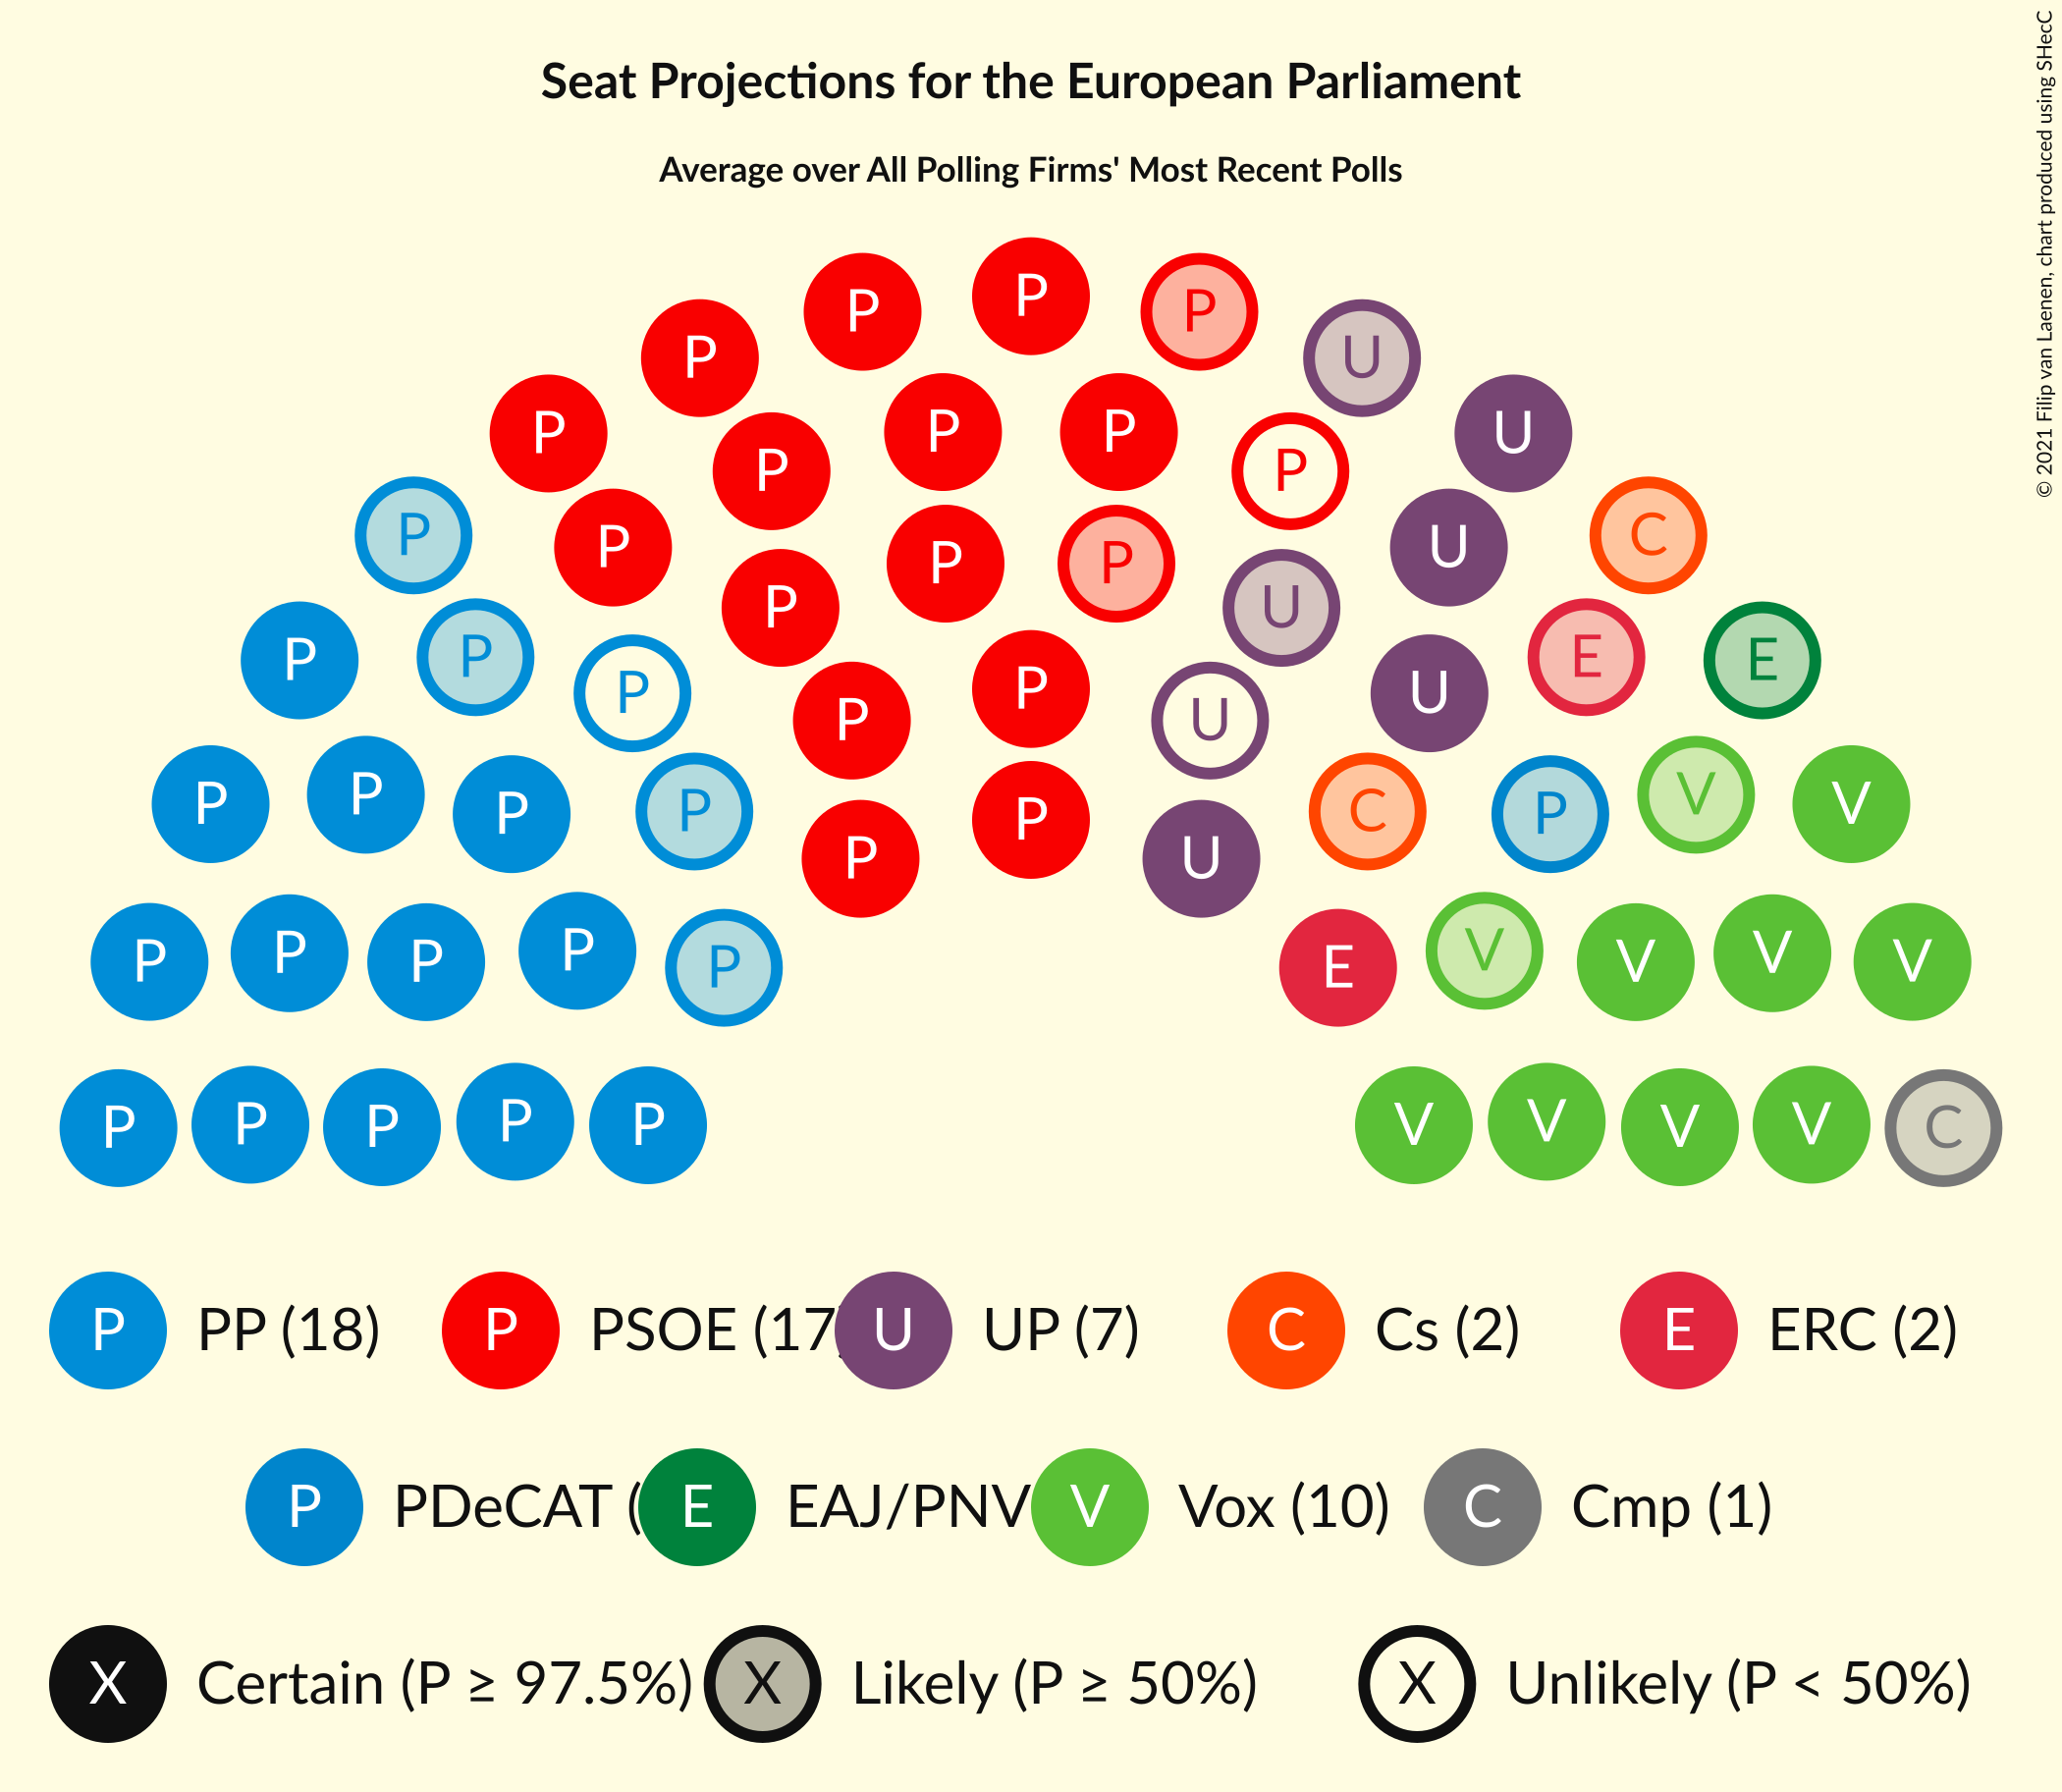 Seat Projections for the European Parliament
Average over All Polling Firms' Most Recent Polls
© 2021 Filip van Laenen, chart produced using SHecC
P P P
P U
P P P U
P P
P P U C
P P
P U
P P E E
P P U
P U
P P P P P C P V V
P U
P P P P P E V V V V
P P P P P V V V V C
P PP (18) P PSOE (17 U UP (7) C Cs (2) E ERC (2)
P PDeCAT ( E EAJ/PNV V Vox (10) C Cmp (1)
X Certain (P ≥ 97.5%) X Likely (P ≥ 50%) X Unlikely (P < 50%)